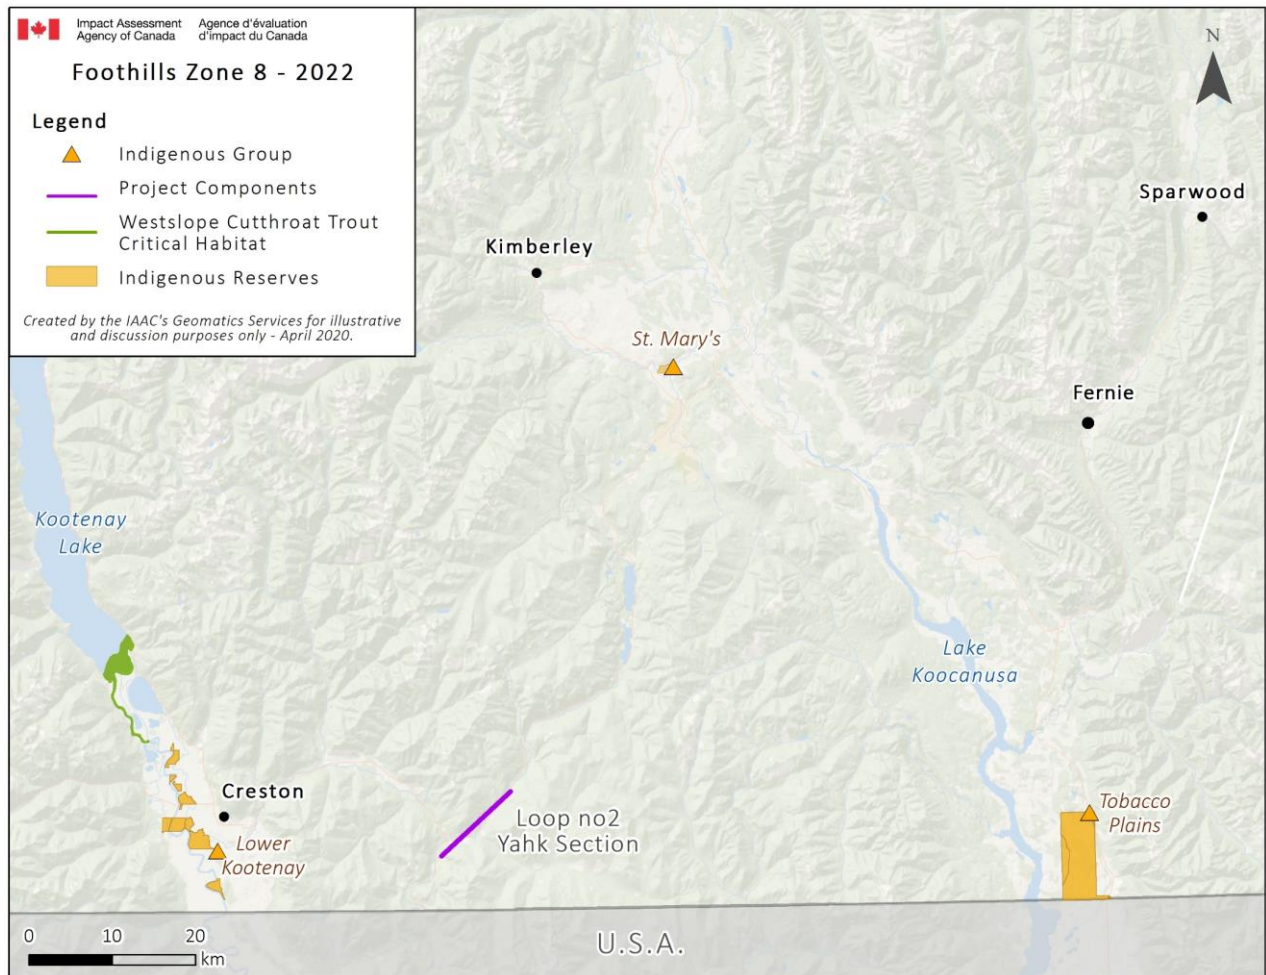 Impact Assessment
Agency of Canada
Agence d'évaluation
d'impact du Canada
Foothills Zone 8 - 2022
Legend
Indigenous Group
Project Components
Westslope Cutthroat Trout
Critical Habitat
Indigenous Reserves
Created by the IAAC's Geomatics Services for illustrative
and discussion purposes only - April 2020.
N
Sparwood
Kimberley
St. Mary's
Fernie
Kootenay
Lake
Lake
Koocanusa
Creston
Lower
Kootenay
Loop no2
Yahk Section
Tobacco
Plains
U.S.A.
0 10 20
km